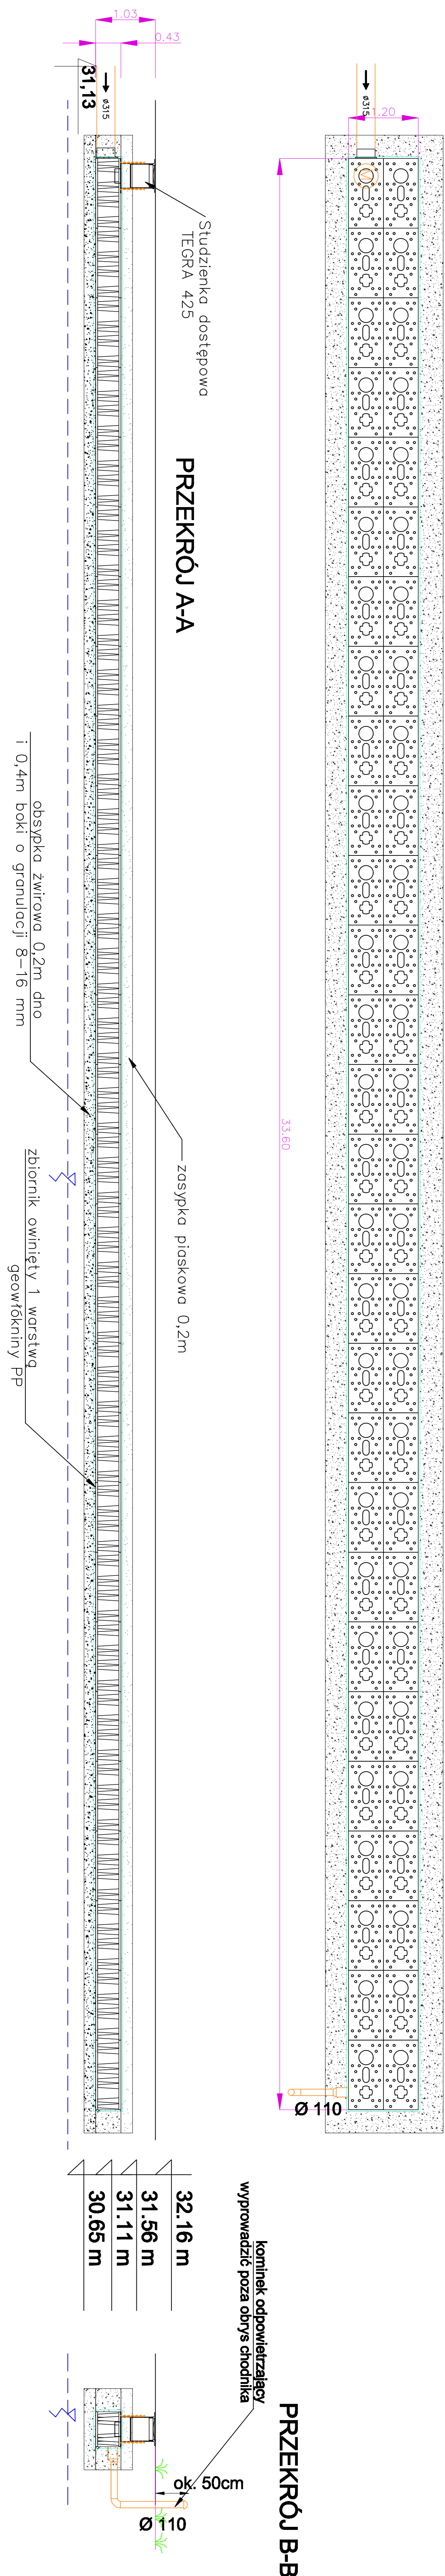 1.03
0.43
31,13
ø315
Studzienka dostępowa
TEGRA 425
PRZEKRÓJ A-A
obsypka żwirowa 0,2m dno
i 0,4m boki o granulacji 8-16 mm
zasypka piaskowa 0,2m
zbiornik owinięty 1 warstwą
geowłókniny PP
32.16 m
31.56 m
31.11 m
30.65 m
ø315
1.20
33.60
Ø 110
kominek odpowietrzający
wyprowadzić poza obrys chodnika
PRZEKRÓJ B-B
ok. 50cm
Ø 110